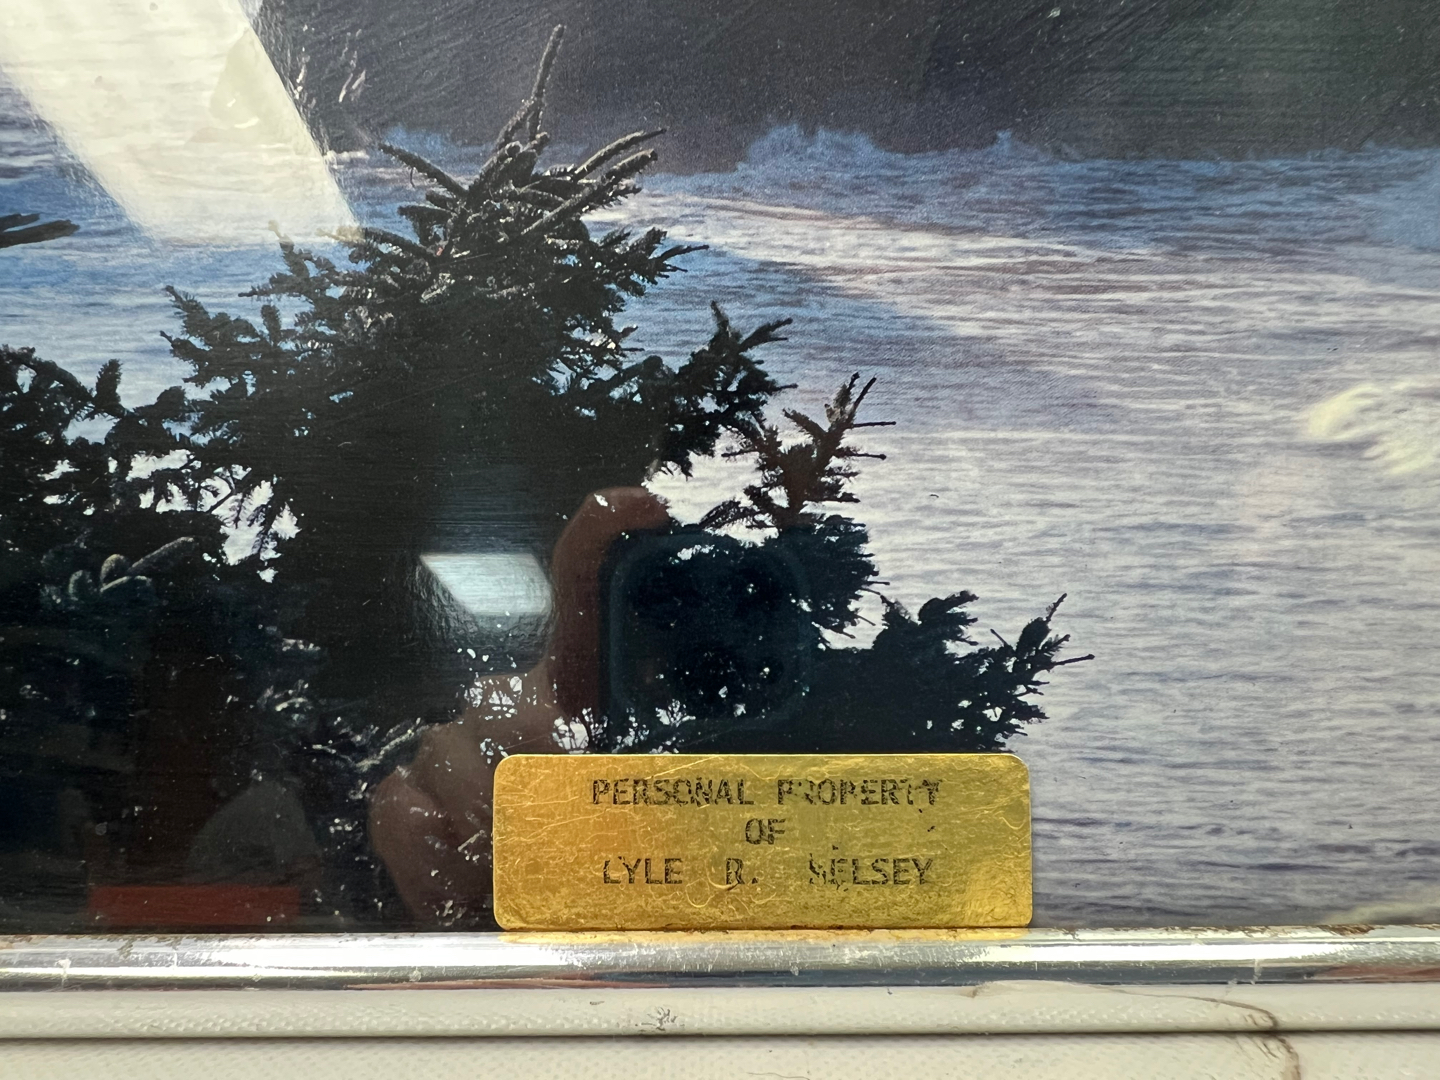 PERSONAL PROPERTY
OF
LYLE R.